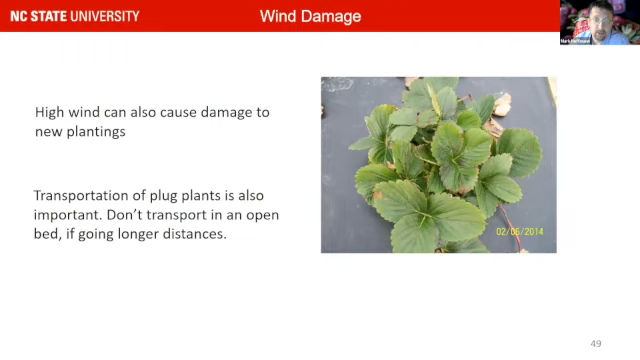 NC STATE UNIVERSITY
Wind Damage
High wind can also cause damage to
new plantings
Transportation of plug plants is also
important. Don't transport in an open
bed, if going longer distances.
02/06/2014
49